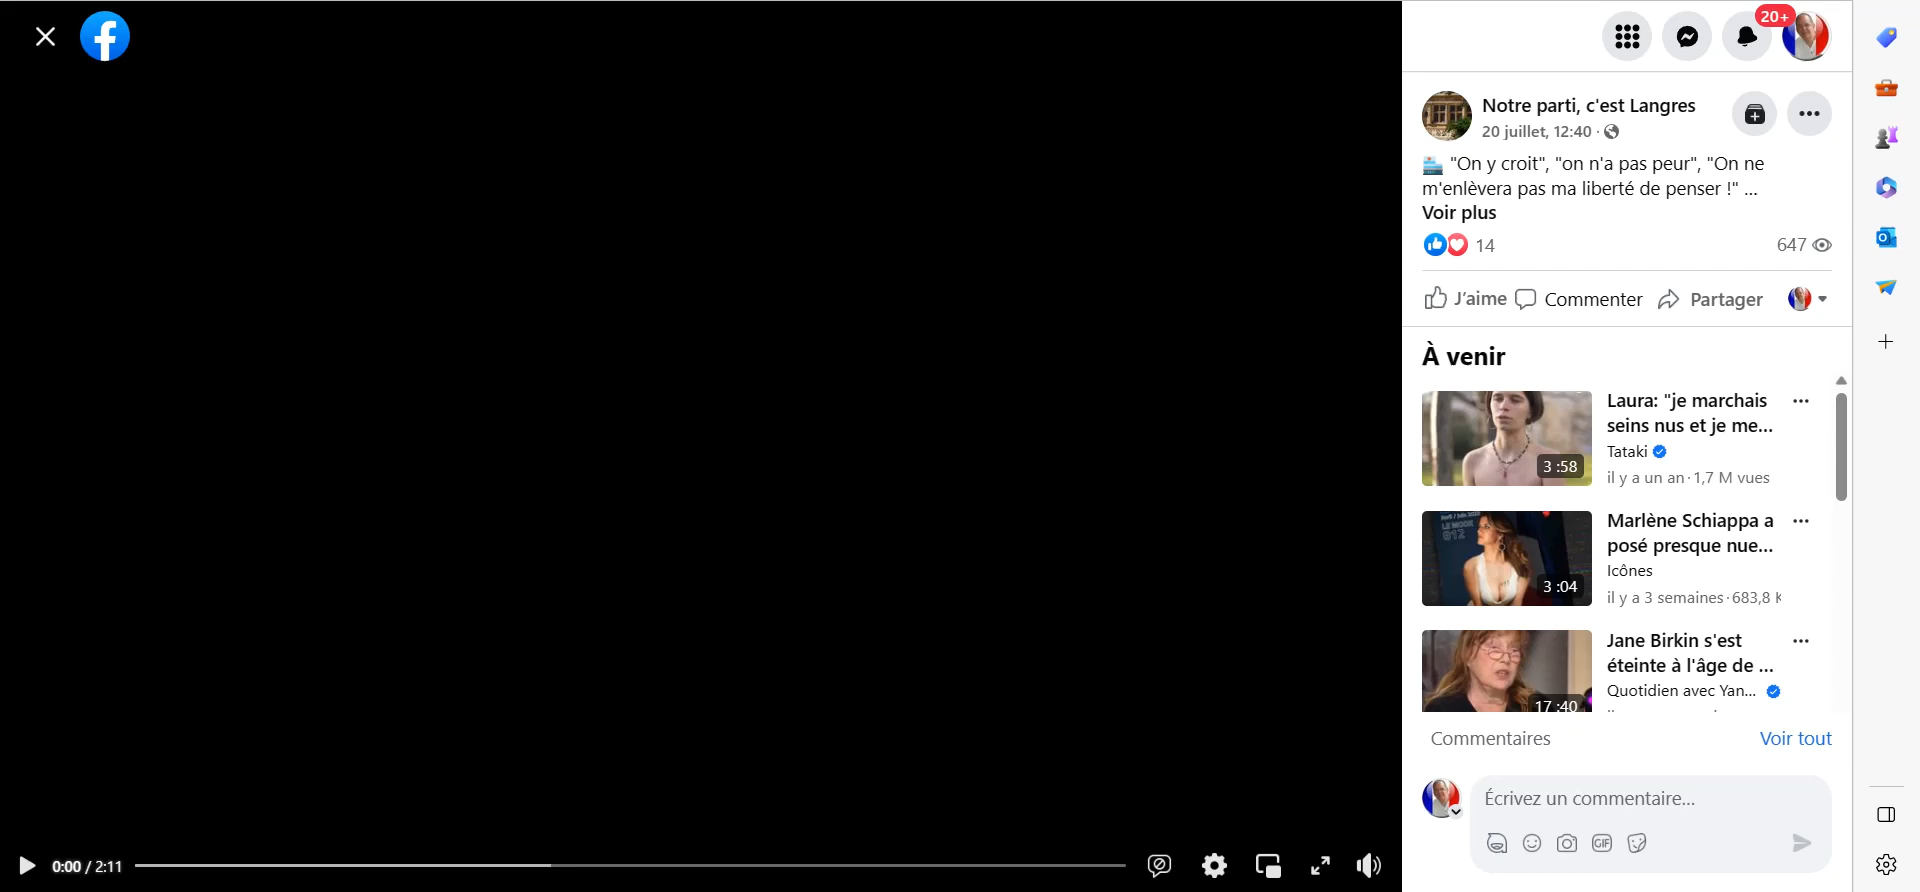 20+
Notre parti, c'est Langres
20 juillet, 12:40 ·
"On y croit", "on n'a pas peur", "On ne
m'enlèvera pas ma liberté de penser !" ...
Voir plus
14
647
J'aime
Commenter
Partager
À venir
3:58
Laura: "je marchais
seins nus et je me...
Tataki
il y a un an · 1,7 M vues
LE MOOK
012
3:04
Marlène Schiappa a
posé presque nue...
Icônes
il y a 3 semaines · 683,8 K
17:40
Jane Birkin s'est
éteinte à l'âge de ...
Quotidien avec Yan...
Commentaires
Voir tout
Écrivez un commentaire...
GIF
0:00 / 2:11